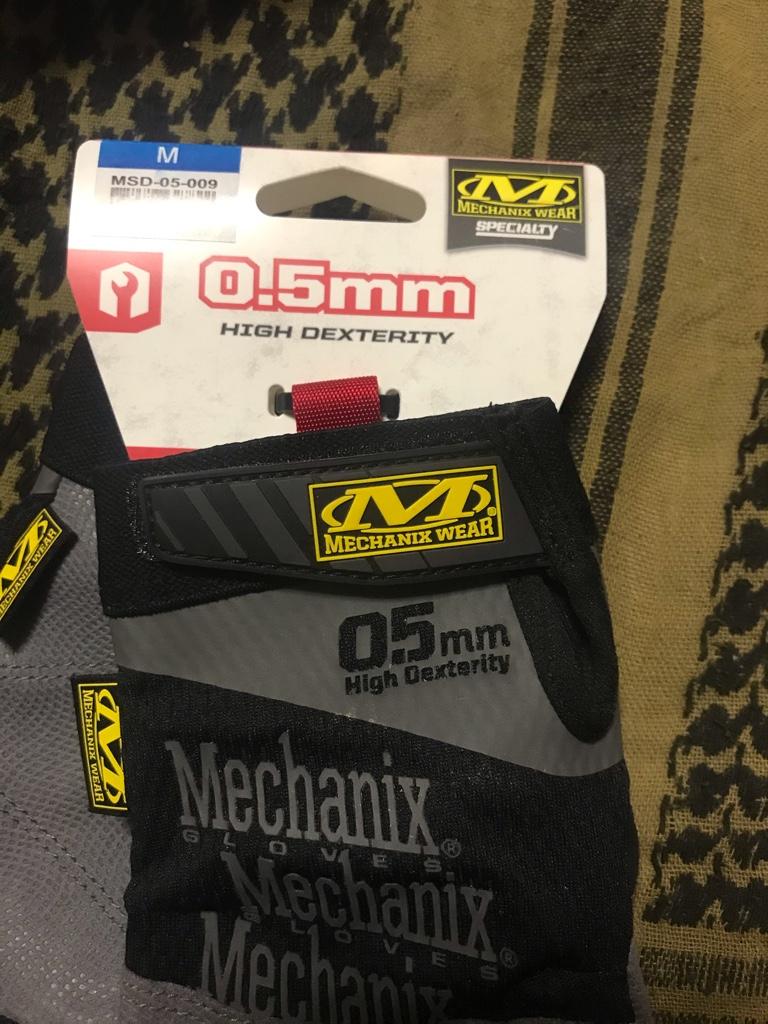 M
MSD-05-009
M
MECHANIX WEAR
SPECIALTY
0.5mm
HIGH DEXTERITY
M®
MECHANIX WEAR
M
MECHANIX WEAR
0.5mm
High Dexterity
M
MECHANIX WEAR
Mechanix®
GLOVES
Mechanix®
GLOVES
Mechanix